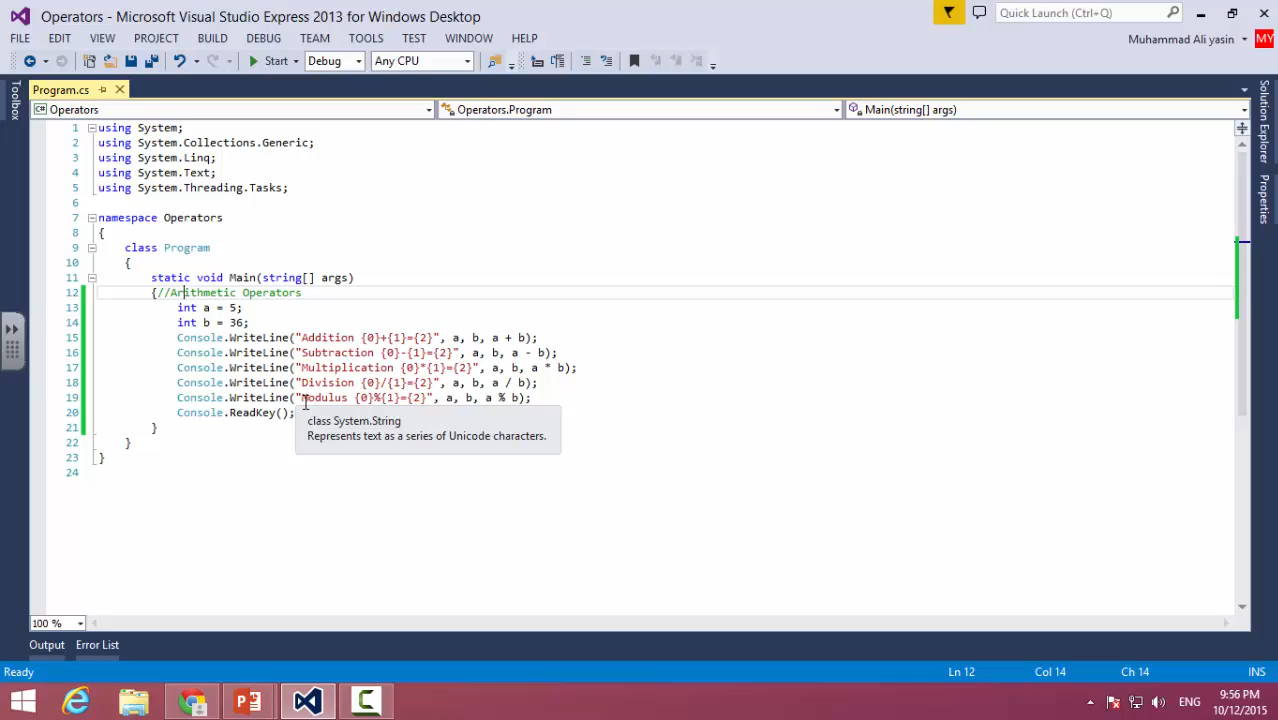 Operators - Microsoft Visual Studio Express 2013 for Windows Desktop
Quick Launch (Ctrl+Q)
FILE EDIT VIEW PROJECT BUILD DEBUG TEAM TOOLS TEST WINDOW HELP
Muhammad Ali yasin MY
Start Debug Any CPU
Program.cs
Operators Operators.Program Main(string[] args)
Toolbox
Solution Explorer
Properties
1 using System;
2 using System.Collections.Generic;
3 using System.Linq;
4 using System.Text;
5 using System.Threading.Tasks;
6
7 namespace Operators
8 {
9 class Program
10 {
11 static void Main(string[] args)
12 {//Arithmetic Operators
13 int a = 5;
14 int b = 36;
15 Console.WriteLine("Addition {0}+{1}={2}", a, b, a + b);
16 Console.WriteLine("Subtraction {0}-{1}={2}", a, b, a - b);
17 Console.WriteLine("Multiplication {0}*{1}={2}", a, b, a * b);
18 Console.WriteLine("Division {0}/{1}={2}", a, b, a / b);
19 Console.WriteLine("Modulus {0}%{1}={2}", a, b, a % b);
20 Console.ReadKey();
21 }
22 }
23 }
24
class System.String
Represents text as a series of Unicode characters.
100 %
Output Error List
Ready Ln 12 Col 14 Ch 14 INS
ENG
9:56 PM
10/12/2015